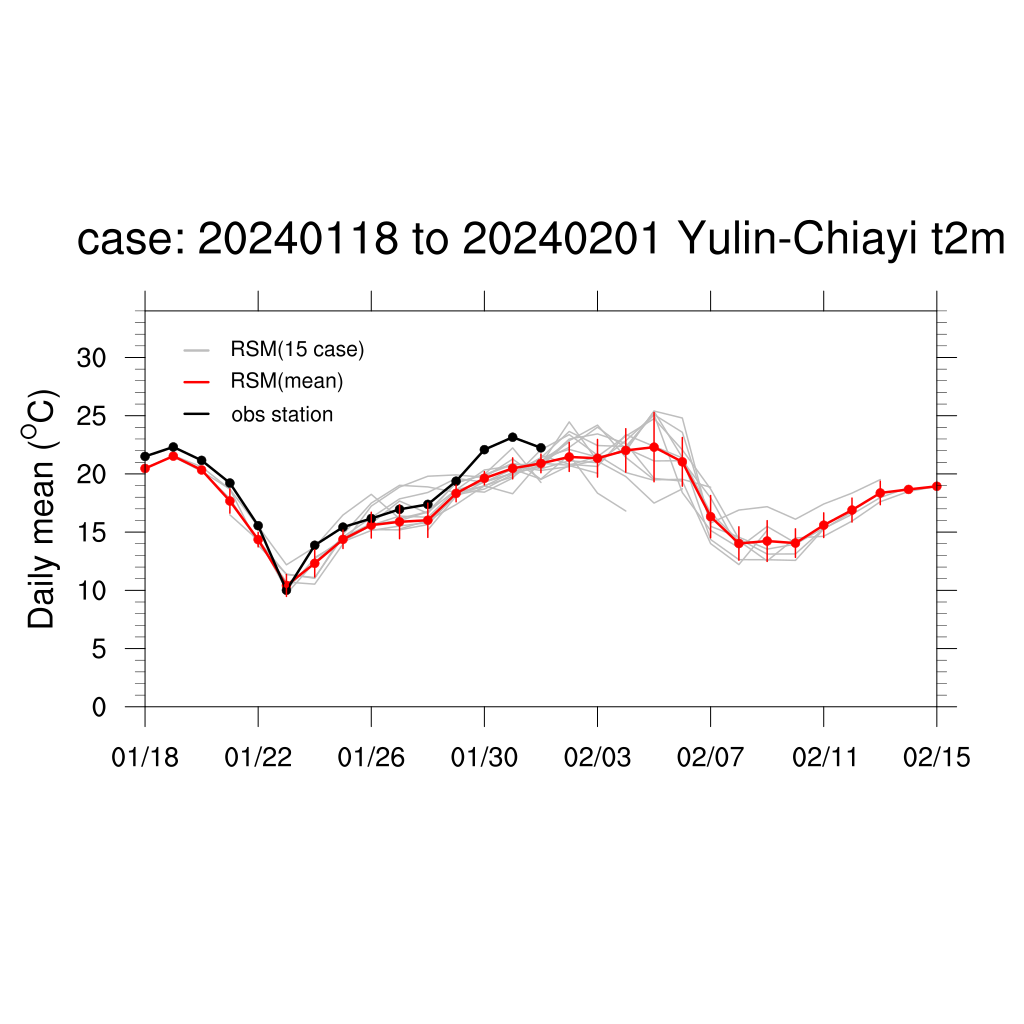 case: 20240118 to 20240201 Yulin-Chiayi t2m
Daily mean (°C)
30
25
20
15
10
5
0
RSM(15 case)
RSM(mean)
obs station
01/18 01/22 01/26 01/30 02/03 02/07 02/11 02/15